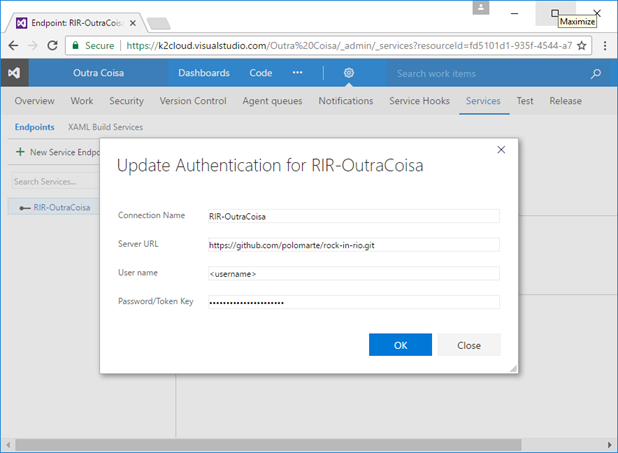 Endpoint: RIR-OutraCois
Maximize
Secure https://k2cloud.visualstudio.com/Outra%20Coisa/_admin/_services?resourceId=fd5101d1-935f-4544-a7
Outra Coisa Dashboards Code ••• Search work items
Overview Work Security Version Control Agent queues Notifications Service Hooks Services Test Release
Endpoints XAML Build Services
+ New Service Endpo
Search Services...
RIR-OutraCoisa
Update Authentication for RIR-OutraCoisa
Connection Name RIR-OutraCoisa
Server URL https://github.com/polomarte/rock-in-rio.git
User name <username>
Password/Token Key ••••••••••••••••••••••
OK Close